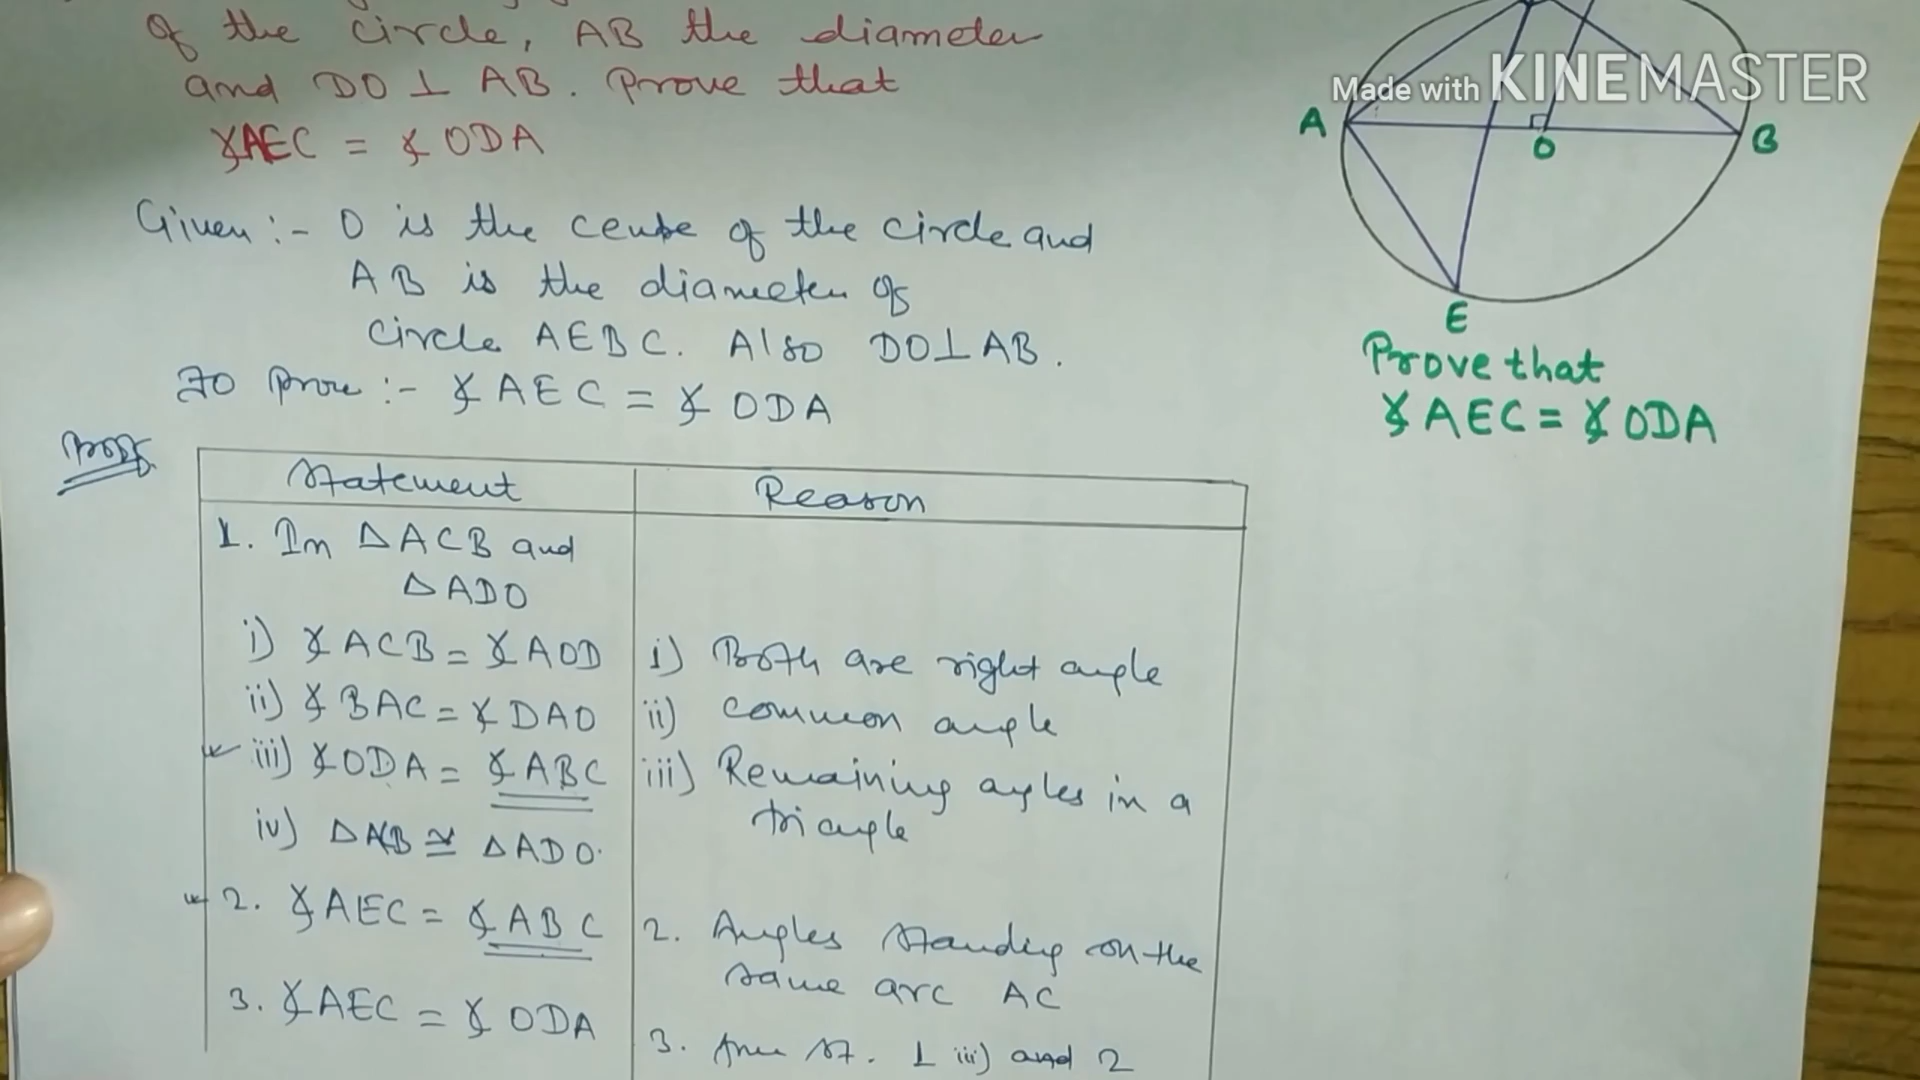 of the circle, AB the diameter
and DO ⊥ AB. Prove that
∡AEC = ∡ODA
Made with KINEMASTER
A
O
B
E
Prove that
∡AEC = ∡ODA
Given :- O is the centre of the circle and
AB is the diameter of
circle AEBC. Also DO⊥AB.
To prove :- ∡AEC = ∡ODA
Proof
Statement
Reason
1. In △ACB and
△ADO
i) ∡ACB = ∡AOD
i) Both are right angle
ii) ∡BAC = ∡DAO
ii) common angle
iii) ∡ODA = ∡ABC
iii) Remaining angles in a
triangle
iv) △ACB ≅ △ADO.
2. ∡AEC = ∡ABC
2. Angles standing on the
same arc AC
3. ∡AEC = ∡ODA
3. from st. 1 iii) and 2